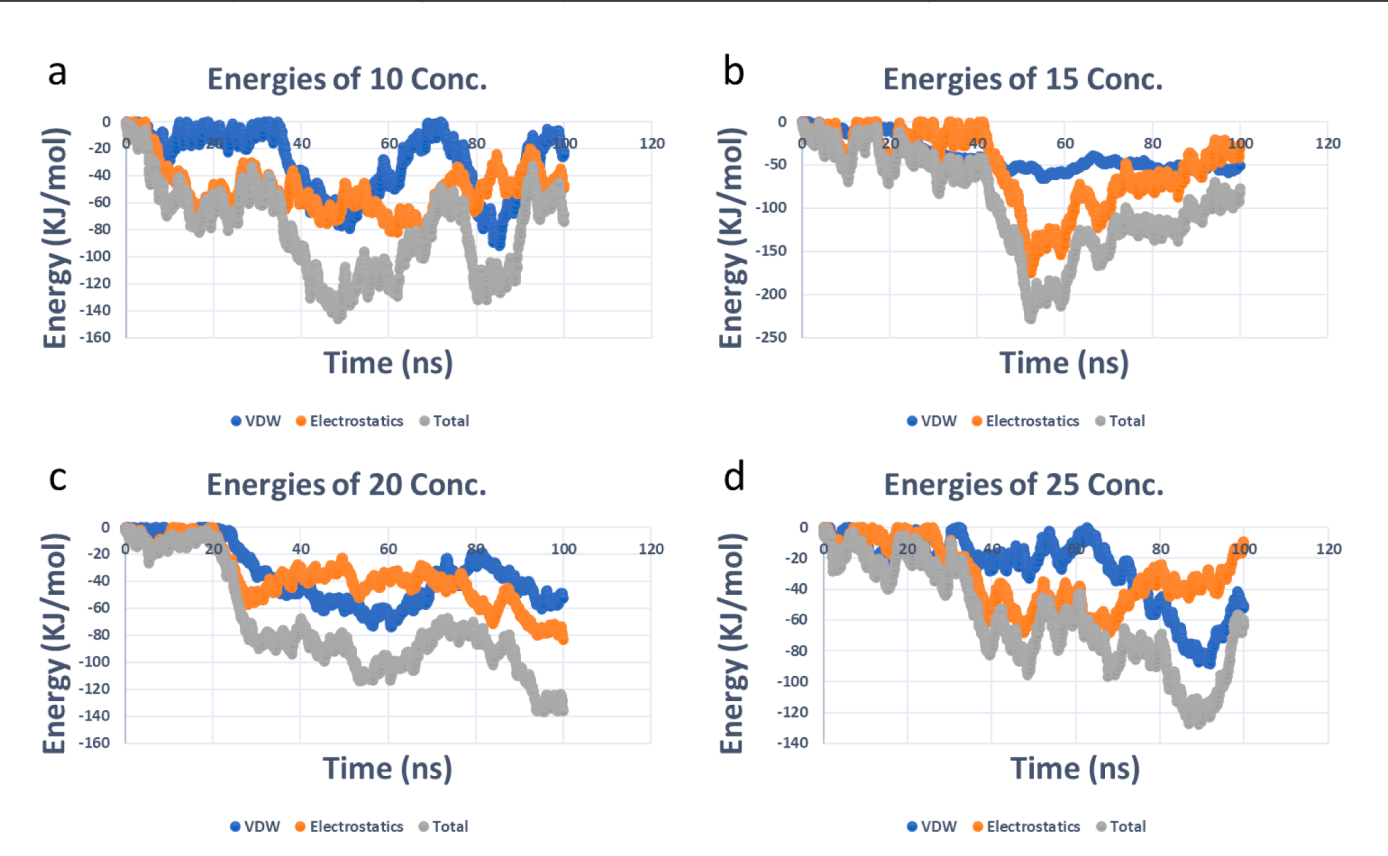 a
Energies of 10 Conc.
0
-20
-40
-60
-80
-100
-120
-140
-160
0 20 40 60 80 100 120
Energy (KJ/mol)
Time (ns)
VDW Electrostatics Total
b
Energies of 15 Conc.
0
-50
-100
-150
-200
-250
0 20 40 60 80 100 120
Energy (KJ/mol)
Time (ns)
VDW Electrostatics Total
c
Energies of 20 Conc.
0
-20
-40
-60
-80
-100
-120
-140
-160
0 20 40 60 80 100 120
Energy (KJ/mol)
Time (ns)
VDW Electrostatics Total
d
Energies of 25 Conc.
0
-20
-40
-60
-80
-100
-120
-140
0 20 40 60 80 100 120
Energy (KJ/mol)
Time (ns)
VDW Electrostatics Total